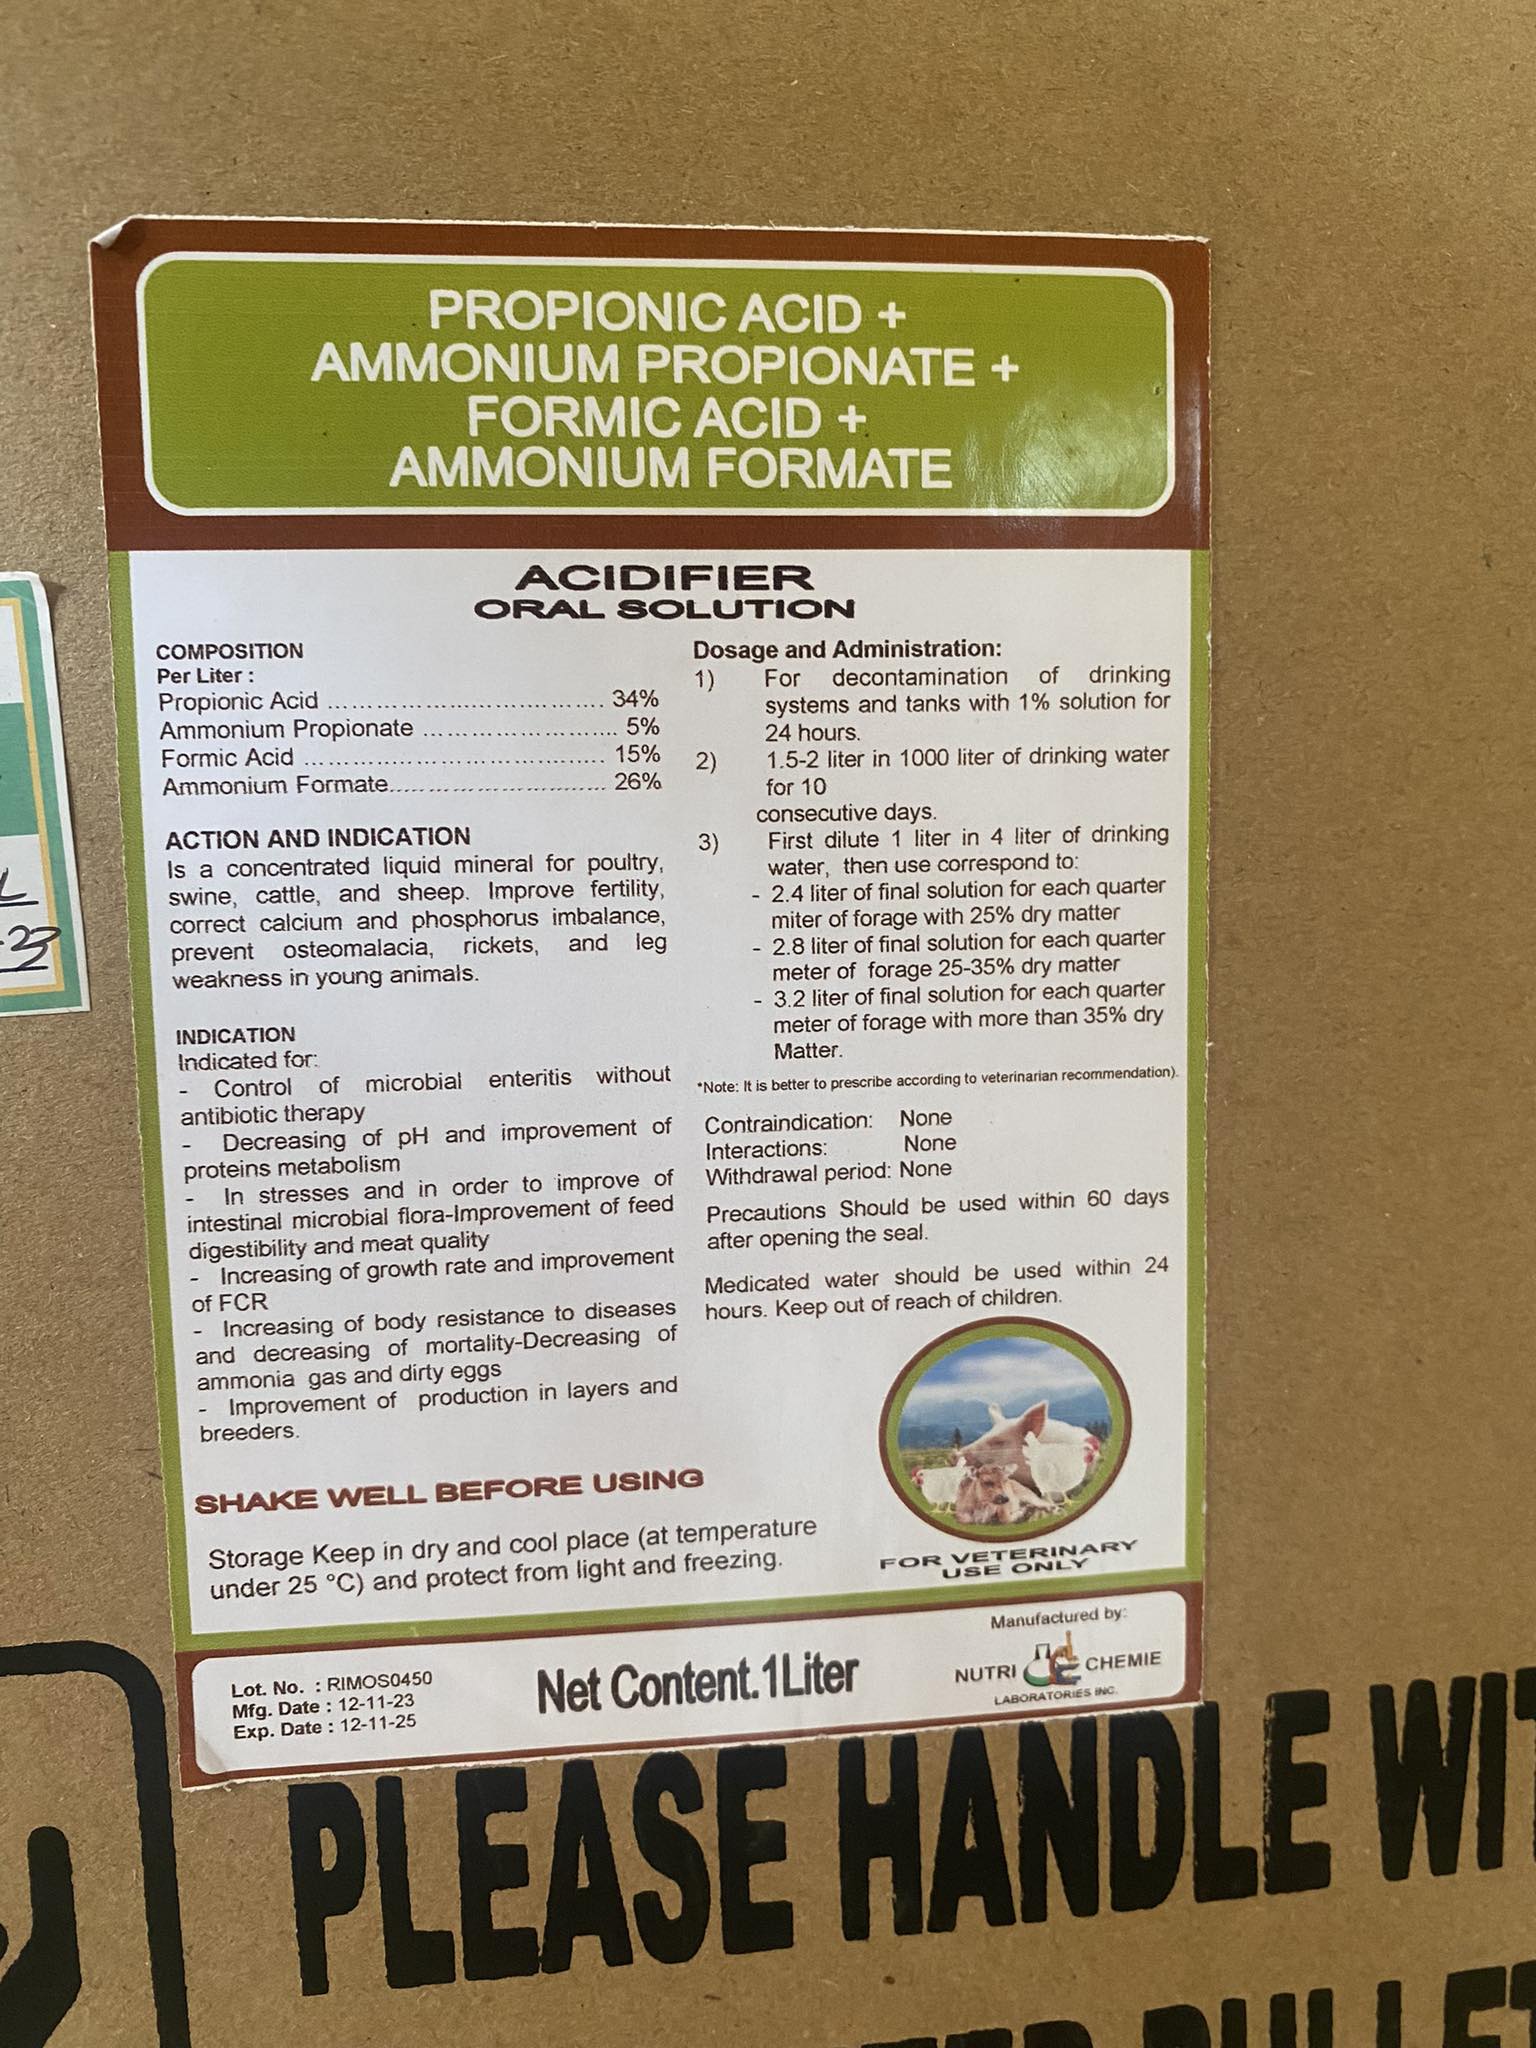 PROPIONIC ACID +
AMMONIUM PROPIONATE +
FORMIC ACID +
AMMONIUM FORMATE
ACIDIFIER
ORAL SOLUTION
COMPOSITION
Per Liter :
Propionic Acid .................................. 34%
Ammonium Propionate ........................ 5%
Formic Acid ..................................... 15%
Ammonium Formate........................... 26%
ACTION AND INDICATION
Is a concentrated liquid mineral for poultry,
swine, cattle, and sheep. Improve fertility,
correct calcium and phosphorus imbalance,
prevent osteomalacia, rickets, and leg
weakness in young animals.
INDICATION
Indicated for:
- Control of microbial enteritis without
antibiotic therapy
- Decreasing of pH and improvement of
proteins metabolism
- In stresses and in order to improve of
intestinal microbial flora-Improvement of feed
digestibility and meat quality
- Increasing of growth rate and improvement
of FCR
- Increasing of body resistance to diseases
and decreasing of mortality-Decreasing of
ammonia gas and dirty eggs
- Improvement of production in layers and
breeders.
Dosage and Administration:
1) For decontamination of drinking
systems and tanks with 1% solution for
24 hours.
2) 1.5-2 liter in 1000 liter of drinking water
for 10
consecutive days.
3) First dilute 1 liter in 4 liter of drinking
water, then use correspond to:
- 2.4 liter of final solution for each quarter
miter of forage with 25% dry matter
- 2.8 liter of final solution for each quarter
meter of forage 25-35% dry matter
- 3.2 liter of final solution for each quarter
meter of forage with more than 35% dry
Matter.
*Note: It is better to prescribe according to veterinarian recommendation).
Contraindication: None
Interactions: None
Withdrawal period: None
Precautions Should be used within 60 days
after opening the seal.
Medicated water should be used within 24
hours. Keep out of reach of children.
SHAKE WELL BEFORE USING
Storage Keep in dry and cool place (at temperature
under 25 °C) and protect from light and freezing.
FOR VETERINARY
USE ONLY
Lot. No. : RIMOS0450
Mfg. Date : 12-11-23
Exp. Date : 12-11-25
Net Content.1Liter
Manufactured by:
NUTRI CHEMIE
LABORATORIES INC.
PLEASE HANDLE WIT